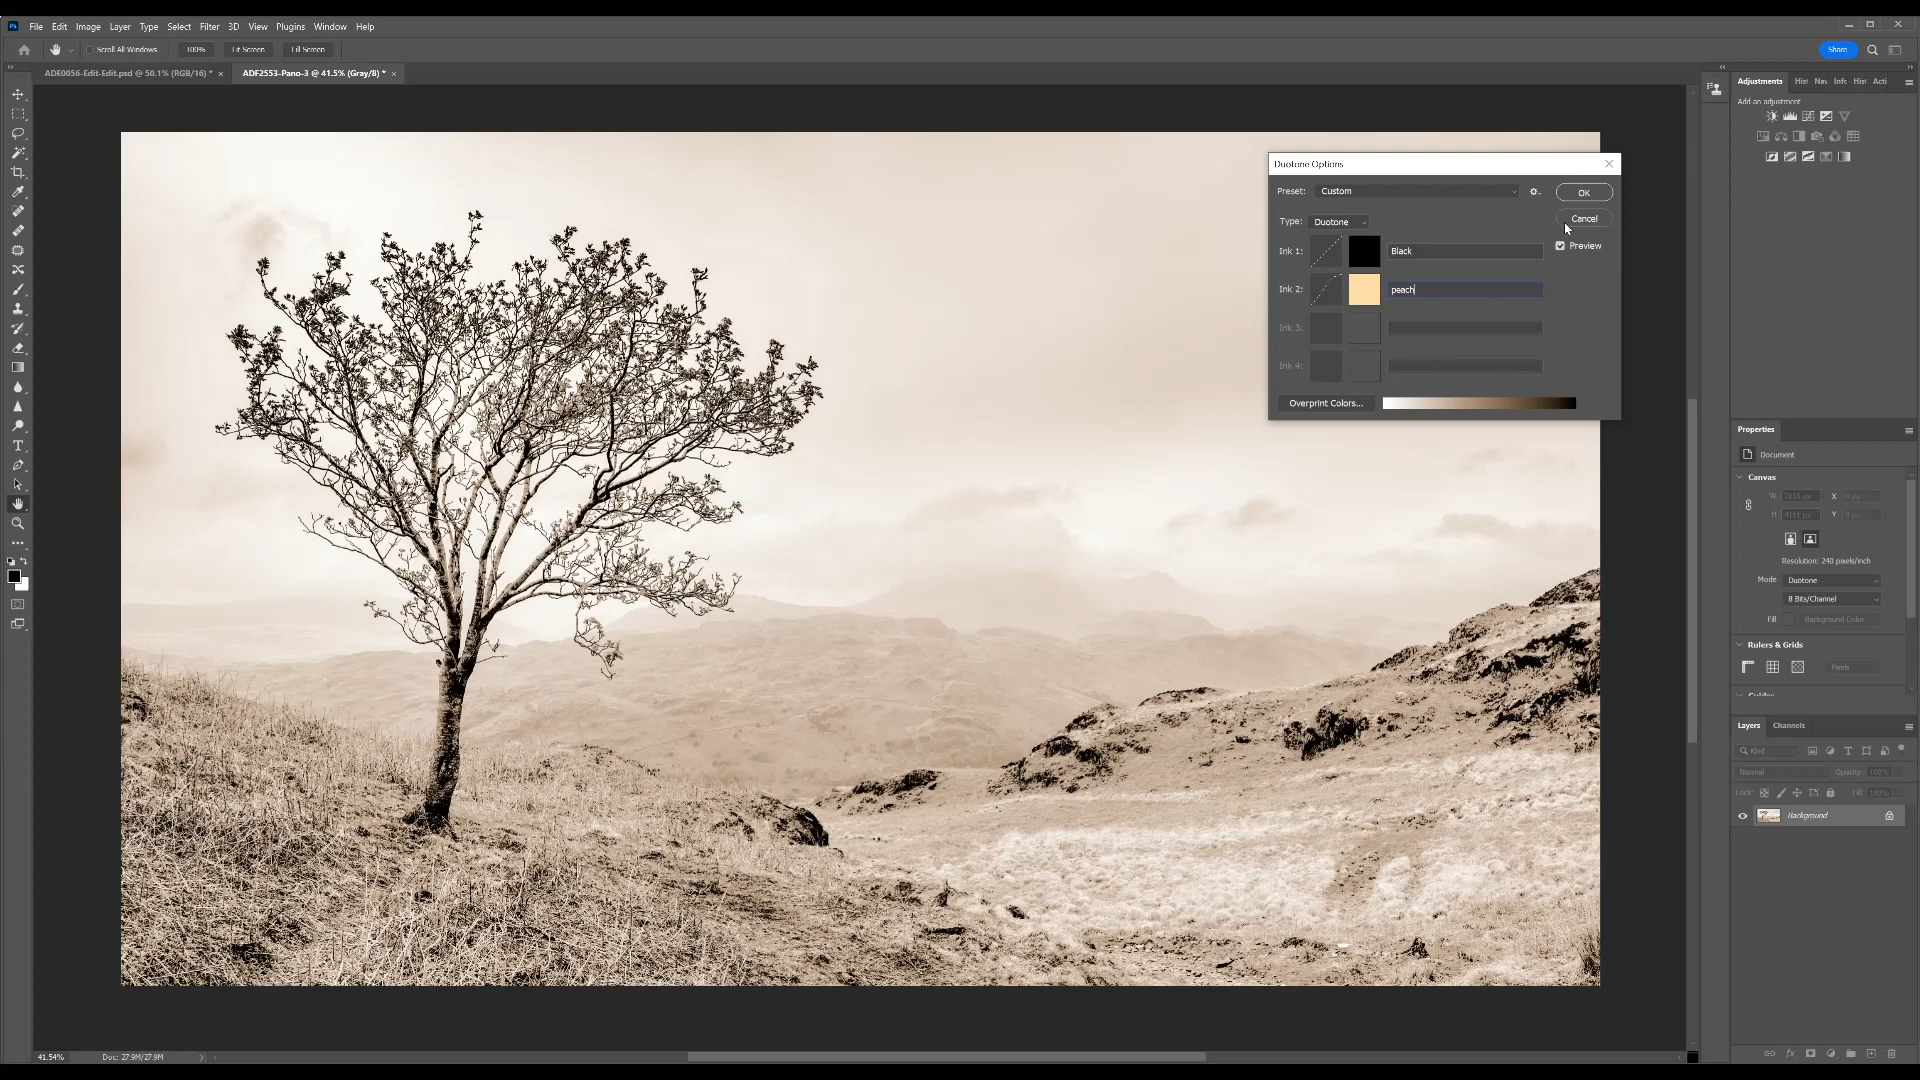 Ps File Edit Image Layer Type Select Filter 3D View Plugins Window Help
Scroll All Windows 100% Fit Screen Fill Screen Share
ADE0056-Edit-Edit.psd @ 50.1% (RGB/16) * × ADF2553-Pano-3 @ 41.5% (Gray/8) * ×
Adjustments Hist Nav Info Hist Acti
Add an adjustment
Duotone Options
Preset: Custom OK
Type: Duotone Cancel
Preview
Ink 1: Black
Ink 2: peach
Ink 3:
Ink 4:
Overprint Colors...
Properties
Document
Canvas
W 7116 px X 0 px
H 4111 px Y 0 px
Resolution: 240 pixels/inch
Mode Duotone
8 Bits/Channel
Fill Background Color
Rulers & Grids
Pixels
Guides
Layers Channels
Kind
Normal Opacity: 100%
Lock: Fill: 100%
Background
41.54% Doc: 27.9M/27.9M